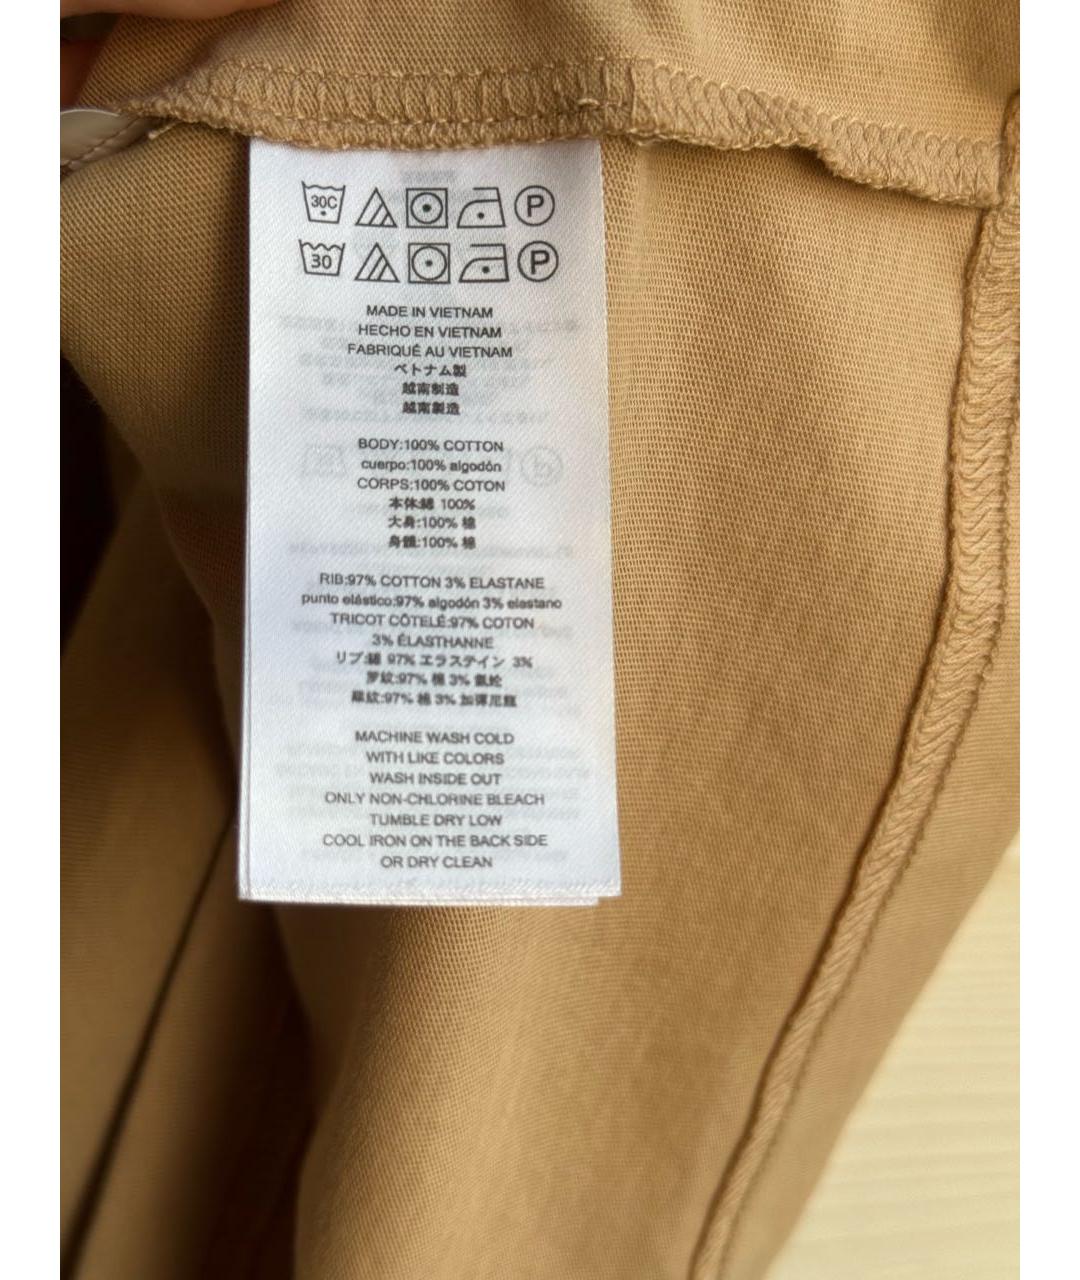 30C P
30 P
MADE IN VIETNAM
HECHO EN VIETNAM
FABRIQUÉ AU VIETNAM
ベトナム製
越南制造
越南製造
BODY:100% COTTON
cuerpo:100% algodón
CORPS:100% COTON
本体:綿 100%
大身:100% 棉
身體:100% 棉
RIB:97% COTTON 3% ELASTANE
punto elástico:97% algodón 3% elastano
TRICOT CÔTELÉ:97% COTON
3% ÉLASTHANNE
リブ:綿 97% エラステイン 3%
罗纹:97% 棉 3% 氨纶
羅紋:97% 棉 3%
MACHINE WASH COLD
WITH LIKE COLORS
WASH INSIDE OUT
ONLY NON-CHLORINE BLEACH
TUMBLE DRY LOW
COOL IRON ON THE BACK SIDE
OR DRY CLEAN